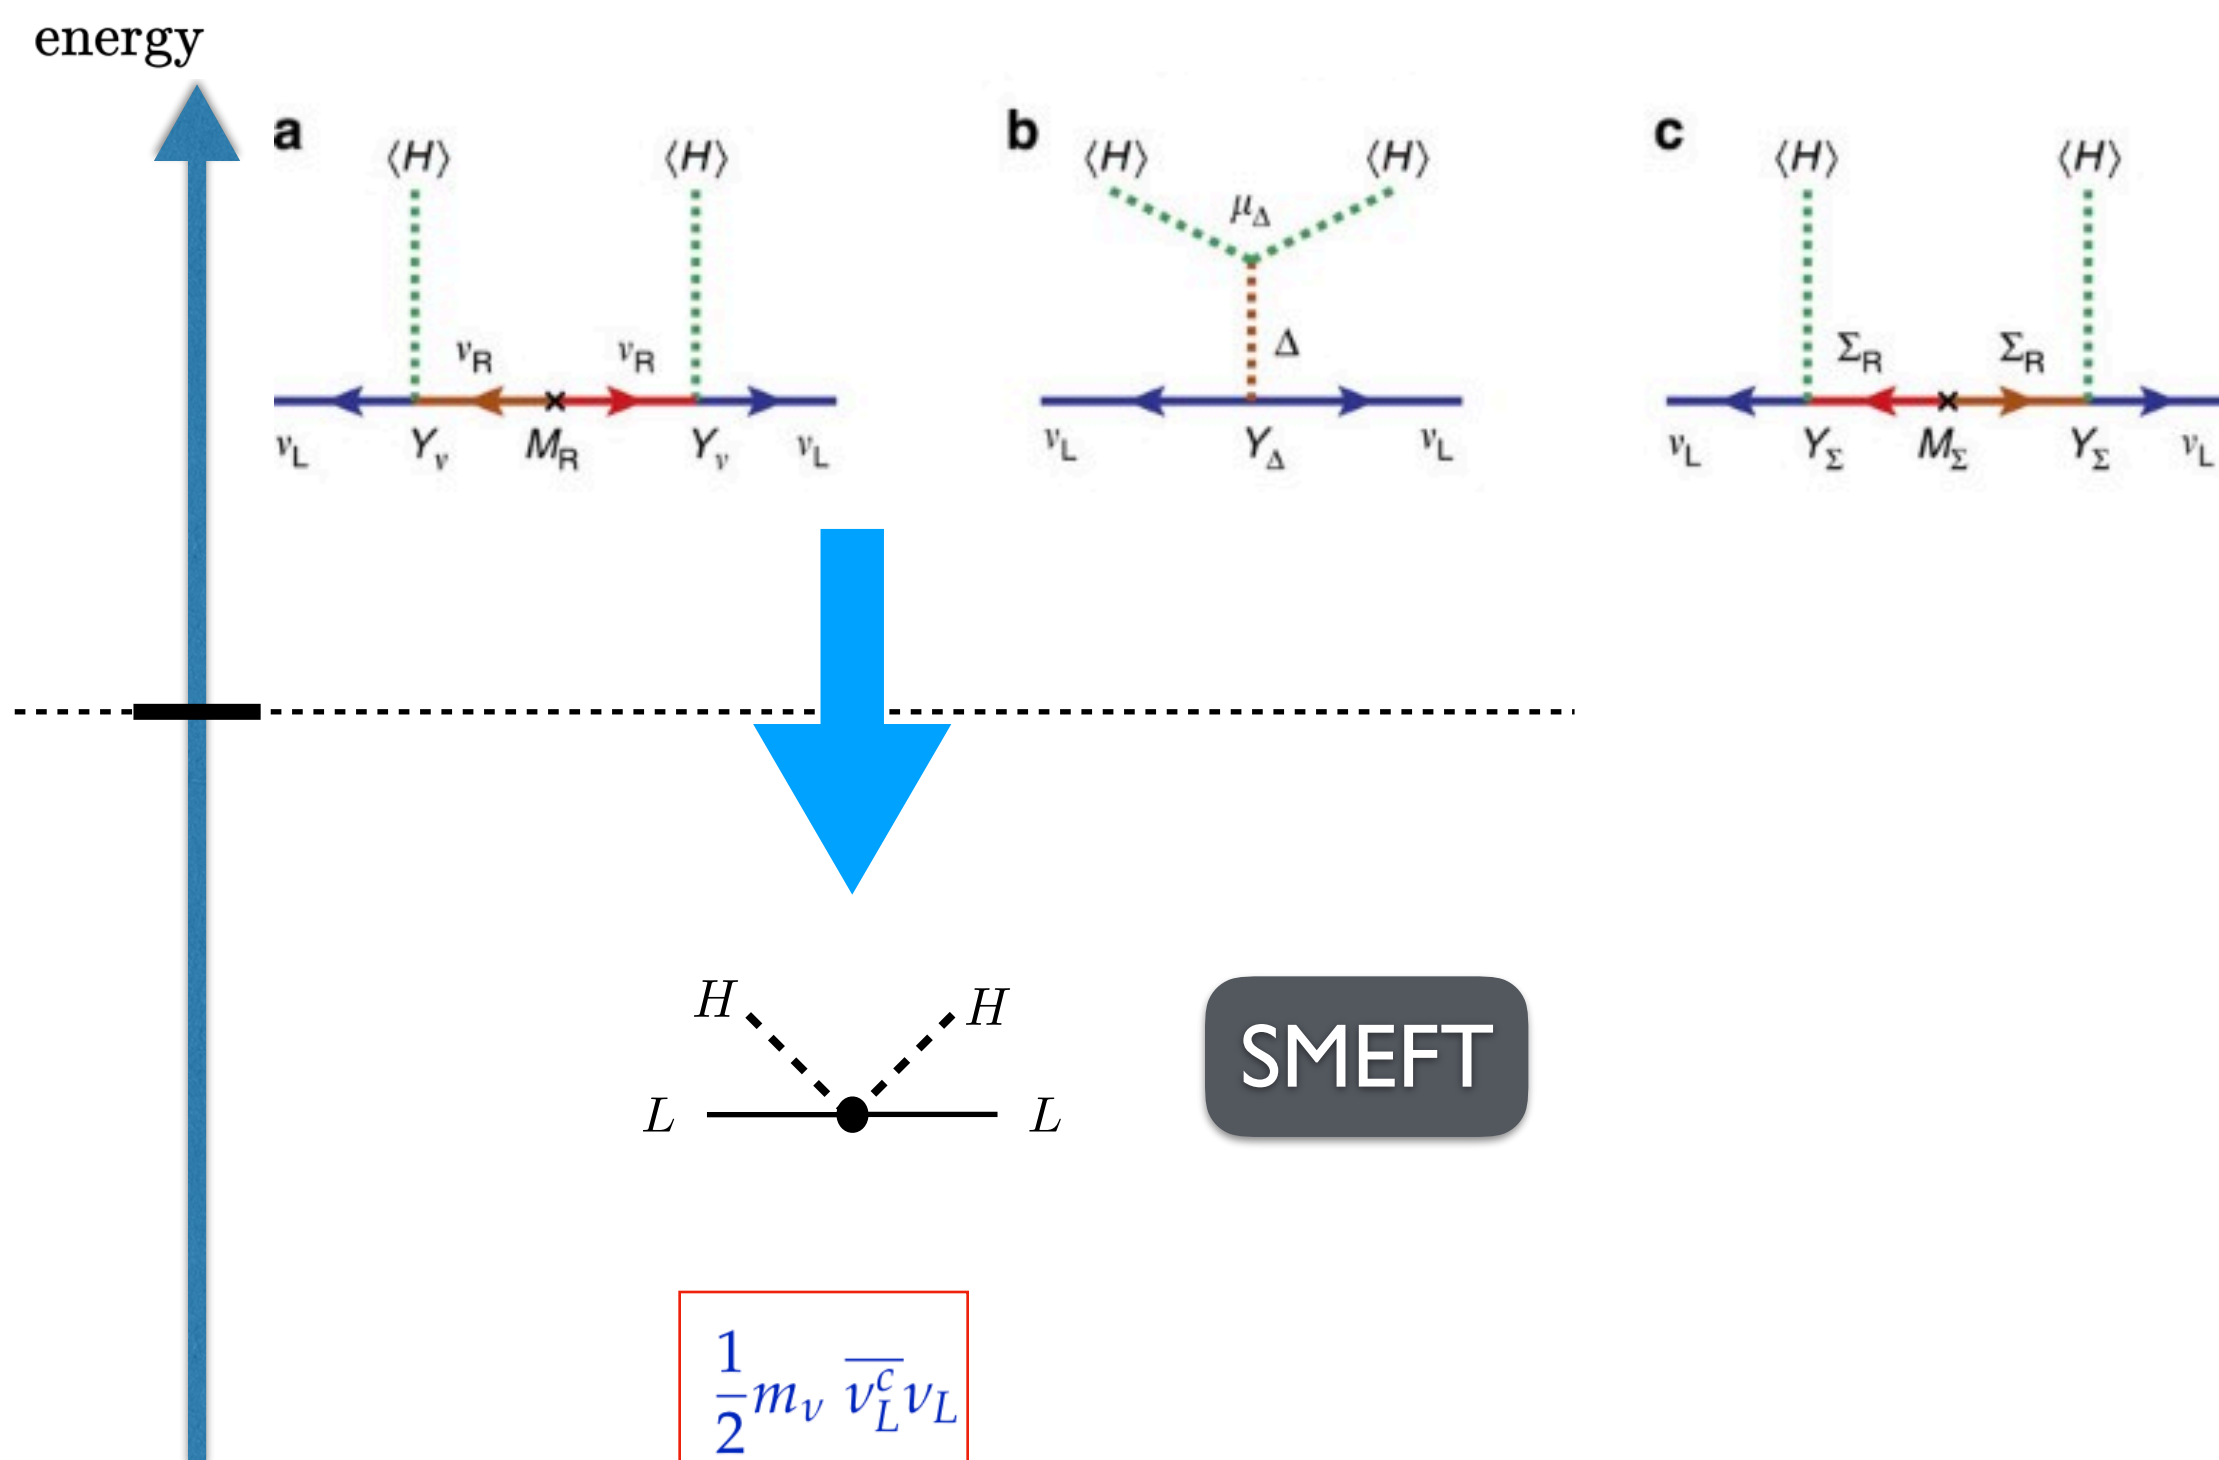 energy
a
⟨H⟩ ⟨H⟩
ν_R ν_R
ν_L Y_ν M_R Y_ν ν_L
b
⟨H⟩ ⟨H⟩
μ_Δ
Δ
ν_L Y_Δ ν_L
c
⟨H⟩ ⟨H⟩
Σ_R Σ_R
ν_L Y_Σ M_Σ Y_Σ ν_L
H H
L L
SMEFT
\frac{1}{2} m_ν \overline{ν_L^c} ν_L